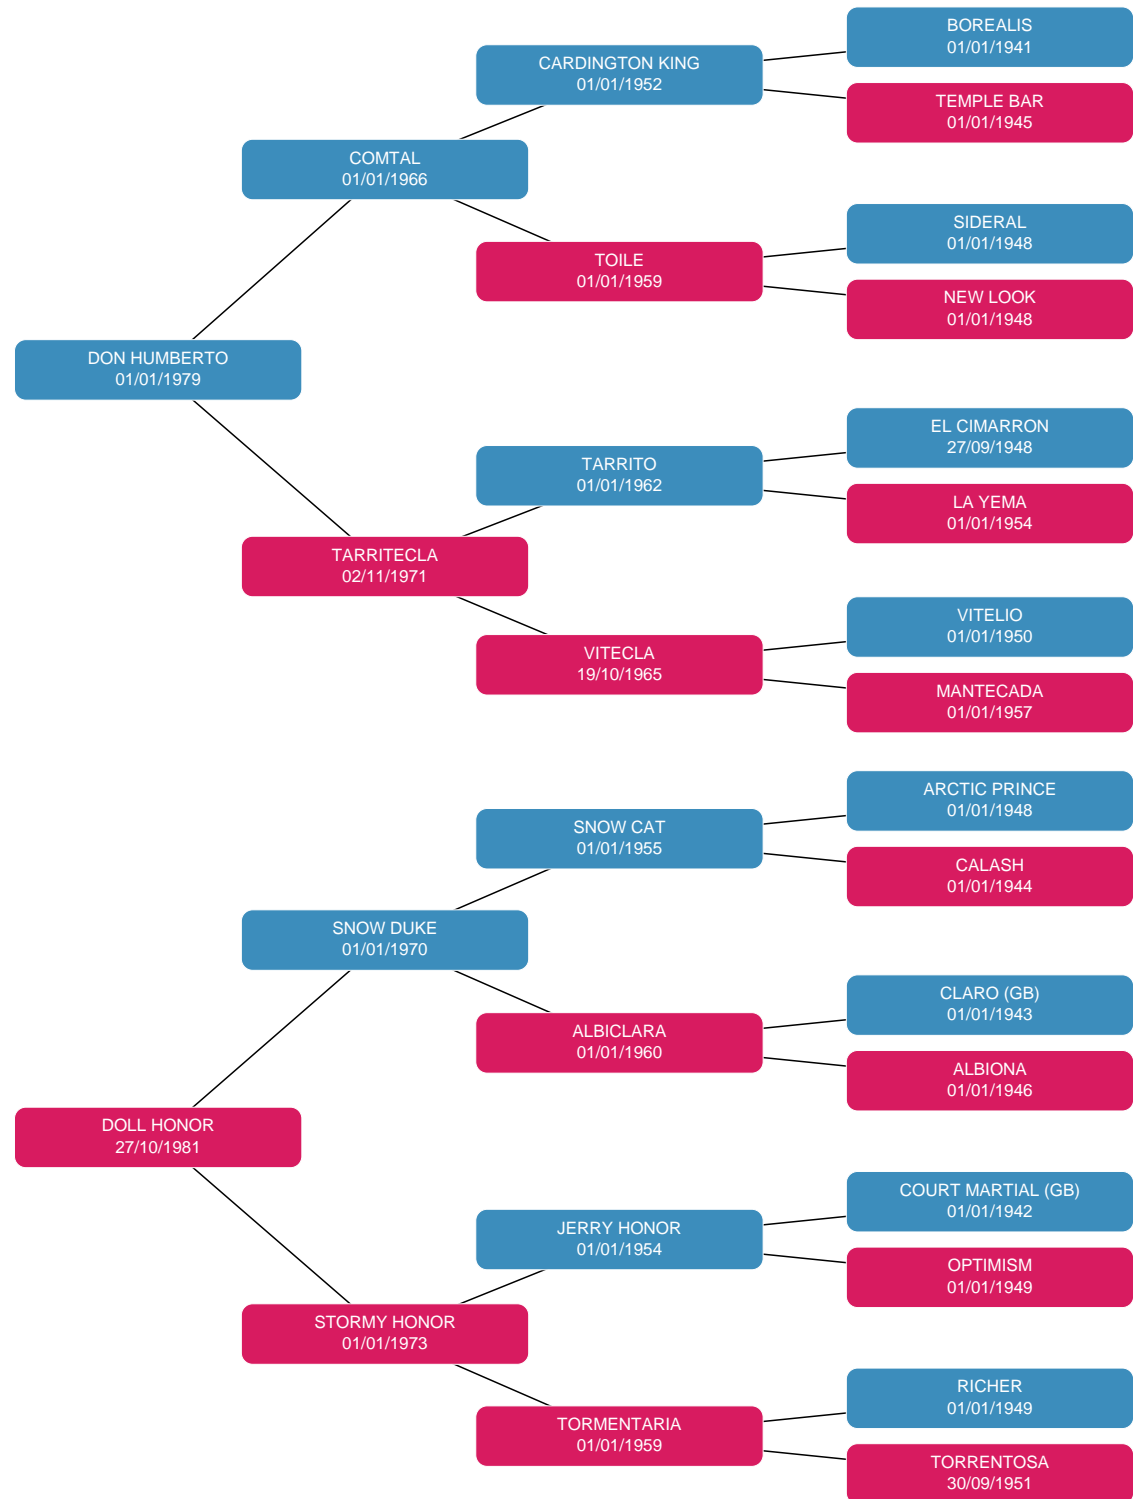 BOREALIS
01/01/1941
CARDINGTON KING
01/01/1952
TEMPLE BAR
01/01/1945
COMTAL
01/01/1966
SIDERAL
01/01/1948
TOILE
01/01/1959
NEW LOOK
01/01/1948
DON HUMBERTO
01/01/1979
EL CIMARRON
27/09/1948
TARRITO
01/01/1962
LA YEMA
01/01/1954
TARRITECLA
02/11/1971
VITELIO
01/01/1950
VITECLA
19/10/1965
MANTECADA
01/01/1957
ARCTIC PRINCE
01/01/1948
SNOW CAT
01/01/1955
CALASH
01/01/1944
SNOW DUKE
01/01/1970
CLARO (GB)
01/01/1943
ALBICLARA
01/01/1960
ALBIONA
01/01/1946
DOLL HONOR
27/10/1981
COURT MARTIAL (GB)
01/01/1942
JERRY HONOR
01/01/1954
OPTIMISM
01/01/1949
STORMY HONOR
01/01/1973
RICHER
01/01/1949
TORMENTARIA
01/01/1959
TORRENTOSA
30/09/1951